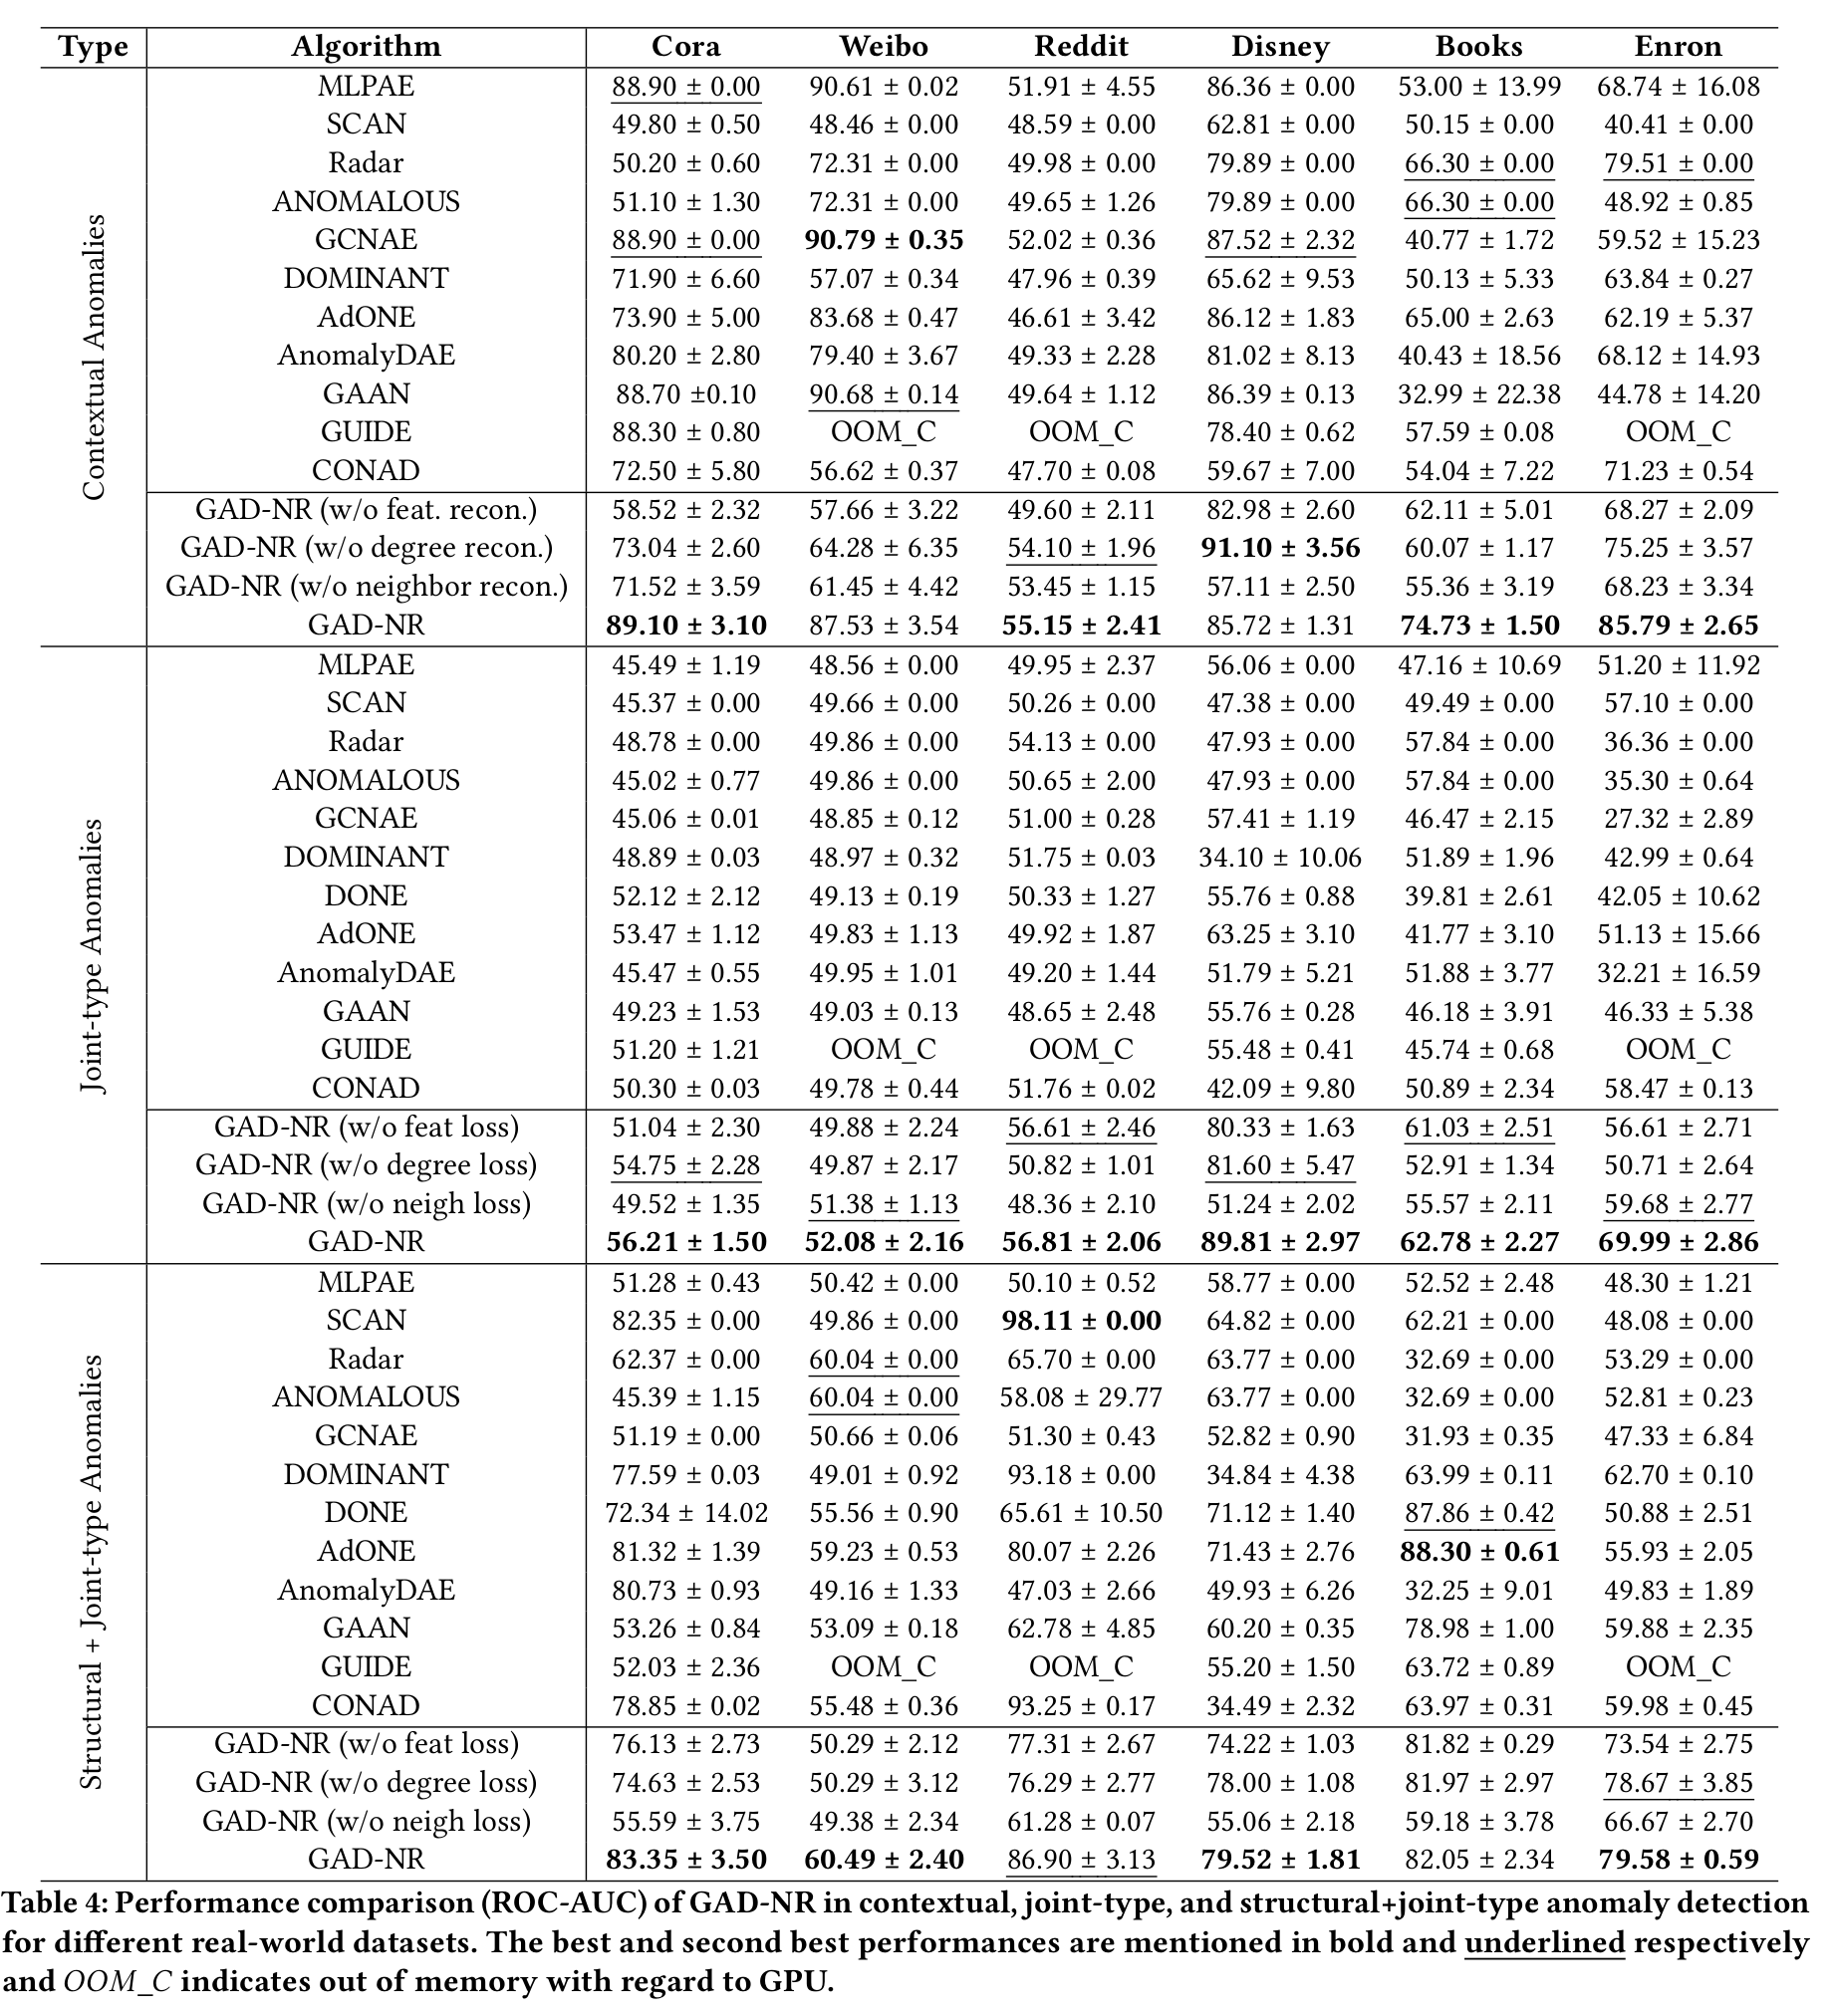 Type Algorithm Cora Weibo Reddit Disney Books Enron
Contextual Anomalies
MLPAE 88.90 ± 0.00 90.61 ± 0.02 51.91 ± 4.55 86.36 ± 0.00 53.00 ± 13.99 68.74 ± 16.08
SCAN 49.80 ± 0.50 48.46 ± 0.00 48.59 ± 0.00 62.81 ± 0.00 50.15 ± 0.00 40.41 ± 0.00
Radar 50.20 ± 0.60 72.31 ± 0.00 49.98 ± 0.00 79.89 ± 0.00 66.30 ± 0.00 79.51 ± 0.00
ANOMALOUS 51.10 ± 1.30 72.31 ± 0.00 49.65 ± 1.26 79.89 ± 0.00 66.30 ± 0.00 48.92 ± 0.85
GCNAE 88.90 ± 0.00 90.79 ± 0.35 52.02 ± 0.36 87.52 ± 2.32 40.77 ± 1.72 59.52 ± 15.23
DOMINANT 71.90 ± 6.60 57.07 ± 0.34 47.96 ± 0.39 65.62 ± 9.53 50.13 ± 5.33 63.84 ± 0.27
AdONE 73.90 ± 5.00 83.68 ± 0.47 46.61 ± 3.42 86.12 ± 1.83 65.00 ± 2.63 62.19 ± 5.37
AnomalyDAE 80.20 ± 2.80 79.40 ± 3.67 49.33 ± 2.28 81.02 ± 8.13 40.43 ± 18.56 68.12 ± 14.93
GAAN 88.70 ±0.10 90.68 ± 0.14 49.64 ± 1.12 86.39 ± 0.13 32.99 ± 22.38 44.78 ± 14.20
GUIDE 88.30 ± 0.80 OOM_C OOM_C 78.40 ± 0.62 57.59 ± 0.08 OOM_C
CONAD 72.50 ± 5.80 56.62 ± 0.37 47.70 ± 0.08 59.67 ± 7.00 54.04 ± 7.22 71.23 ± 0.54
GAD-NR (w/o feat. recon.) 58.52 ± 2.32 57.66 ± 3.22 49.60 ± 2.11 82.98 ± 2.60 62.11 ± 5.01 68.27 ± 2.09
GAD-NR (w/o degree recon.) 73.04 ± 2.60 64.28 ± 6.35 54.10 ± 1.96 91.10 ± 3.56 60.07 ± 1.17 75.25 ± 3.57
GAD-NR (w/o neighbor recon.) 71.52 ± 3.59 61.45 ± 4.42 53.45 ± 1.15 57.11 ± 2.50 55.36 ± 3.19 68.23 ± 3.34
GAD-NR 89.10 ± 3.10 87.53 ± 3.54 55.15 ± 2.41 85.72 ± 1.31 74.73 ± 1.50 85.79 ± 2.65
Joint-type Anomalies
MLPAE 45.49 ± 1.19 48.56 ± 0.00 49.95 ± 2.37 56.06 ± 0.00 47.16 ± 10.69 51.20 ± 11.92
SCAN 45.37 ± 0.00 49.66 ± 0.00 50.26 ± 0.00 47.38 ± 0.00 49.49 ± 0.00 57.10 ± 0.00
Radar 48.78 ± 0.00 49.86 ± 0.00 54.13 ± 0.00 47.93 ± 0.00 57.84 ± 0.00 36.36 ± 0.00
ANOMALOUS 45.02 ± 0.77 49.86 ± 0.00 50.65 ± 2.00 47.93 ± 0.00 57.84 ± 0.00 35.30 ± 0.64
GCNAE 45.06 ± 0.01 48.85 ± 0.12 51.00 ± 0.28 57.41 ± 1.19 46.47 ± 2.15 27.32 ± 2.89
DOMINANT 48.89 ± 0.03 48.97 ± 0.32 51.75 ± 0.03 34.10 ± 10.06 51.89 ± 1.96 42.99 ± 0.64
DONE 52.12 ± 2.12 49.13 ± 0.19 50.33 ± 1.27 55.76 ± 0.88 39.81 ± 2.61 42.05 ± 10.62
AdONE 53.47 ± 1.12 49.83 ± 1.13 49.92 ± 1.87 63.25 ± 3.10 41.77 ± 3.10 51.13 ± 15.66
AnomalyDAE 45.47 ± 0.55 49.95 ± 1.01 49.20 ± 1.44 51.79 ± 5.21 51.88 ± 3.77 32.21 ± 16.59
GAAN 49.23 ± 1.53 49.03 ± 0.13 48.65 ± 2.48 55.76 ± 0.28 46.18 ± 3.91 46.33 ± 5.38
GUIDE 51.20 ± 1.21 OOM_C OOM_C 55.48 ± 0.41 45.74 ± 0.68 OOM_C
CONAD 50.30 ± 0.03 49.78 ± 0.44 51.76 ± 0.02 42.09 ± 9.80 50.89 ± 2.34 58.47 ± 0.13
GAD-NR (w/o feat loss) 51.04 ± 2.30 49.88 ± 2.24 56.61 ± 2.46 80.33 ± 1.63 61.03 ± 2.51 56.61 ± 2.71
GAD-NR (w/o degree loss) 54.75 ± 2.28 49.87 ± 2.17 50.82 ± 1.01 81.60 ± 5.47 52.91 ± 1.34 50.71 ± 2.64
GAD-NR (w/o neigh loss) 49.52 ± 1.35 51.38 ± 1.13 48.36 ± 2.10 51.24 ± 2.02 55.57 ± 2.11 59.68 ± 2.77
GAD-NR 56.21 ± 1.50 52.08 ± 2.16 56.81 ± 2.06 89.81 ± 2.97 62.78 ± 2.27 69.99 ± 2.86
Structural + Joint-type Anomalies
MLPAE 51.28 ± 0.43 50.42 ± 0.00 50.10 ± 0.52 58.77 ± 0.00 52.52 ± 2.48 48.30 ± 1.21
SCAN 82.35 ± 0.00 49.86 ± 0.00 98.11 ± 0.00 64.82 ± 0.00 62.21 ± 0.00 48.08 ± 0.00
Radar 62.37 ± 0.00 60.04 ± 0.00 65.70 ± 0.00 63.77 ± 0.00 32.69 ± 0.00 53.29 ± 0.00
ANOMALOUS 45.39 ± 1.15 60.04 ± 0.00 58.08 ± 29.77 63.77 ± 0.00 32.69 ± 0.00 52.81 ± 0.23
GCNAE 51.19 ± 0.00 50.66 ± 0.06 51.30 ± 0.43 52.82 ± 0.90 31.93 ± 0.35 47.33 ± 6.84
DOMINANT 77.59 ± 0.03 49.01 ± 0.92 93.18 ± 0.00 34.84 ± 4.38 63.99 ± 0.11 62.70 ± 0.10
DONE 72.34 ± 14.02 55.56 ± 0.90 65.61 ± 10.50 71.12 ± 1.40 87.86 ± 0.42 50.88 ± 2.51
AdONE 81.32 ± 1.39 59.23 ± 0.53 80.07 ± 2.26 71.43 ± 2.76 88.30 ± 0.61 55.93 ± 2.05
AnomalyDAE 80.73 ± 0.93 49.16 ± 1.33 47.03 ± 2.66 49.93 ± 6.26 32.25 ± 9.01 49.83 ± 1.89
GAAN 53.26 ± 0.84 53.09 ± 0.18 62.78 ± 4.85 60.20 ± 0.35 78.98 ± 1.00 59.88 ± 2.35
GUIDE 52.03 ± 2.36 OOM_C OOM_C 55.20 ± 1.50 63.72 ± 0.89 OOM_C
CONAD 78.85 ± 0.02 55.48 ± 0.36 93.25 ± 0.17 34.49 ± 2.32 63.97 ± 0.31 59.98 ± 0.45
GAD-NR (w/o feat loss) 76.13 ± 2.73 50.29 ± 2.12 77.31 ± 2.67 74.22 ± 1.03 81.82 ± 0.29 73.54 ± 2.75
GAD-NR (w/o degree loss) 74.63 ± 2.53 50.29 ± 3.12 76.29 ± 2.77 78.00 ± 1.08 81.97 ± 2.97 78.67 ± 3.85
GAD-NR (w/o neigh loss) 55.59 ± 3.75 49.38 ± 2.34 61.28 ± 0.07 55.06 ± 2.18 59.18 ± 3.78 66.67 ± 2.70
GAD-NR 83.35 ± 3.50 60.49 ± 2.40 86.90 ± 3.13 79.52 ± 1.81 82.05 ± 2.34 79.58 ± 0.59
Table 4: Performance comparison (ROC-AUC) of GAD-NR in contextual, joint-type, and structural+joint-type anomaly detection
for different real-world datasets. The best and second best performances are mentioned in bold and underlined respectively
and OOM_C indicates out of memory with regard to GPU.